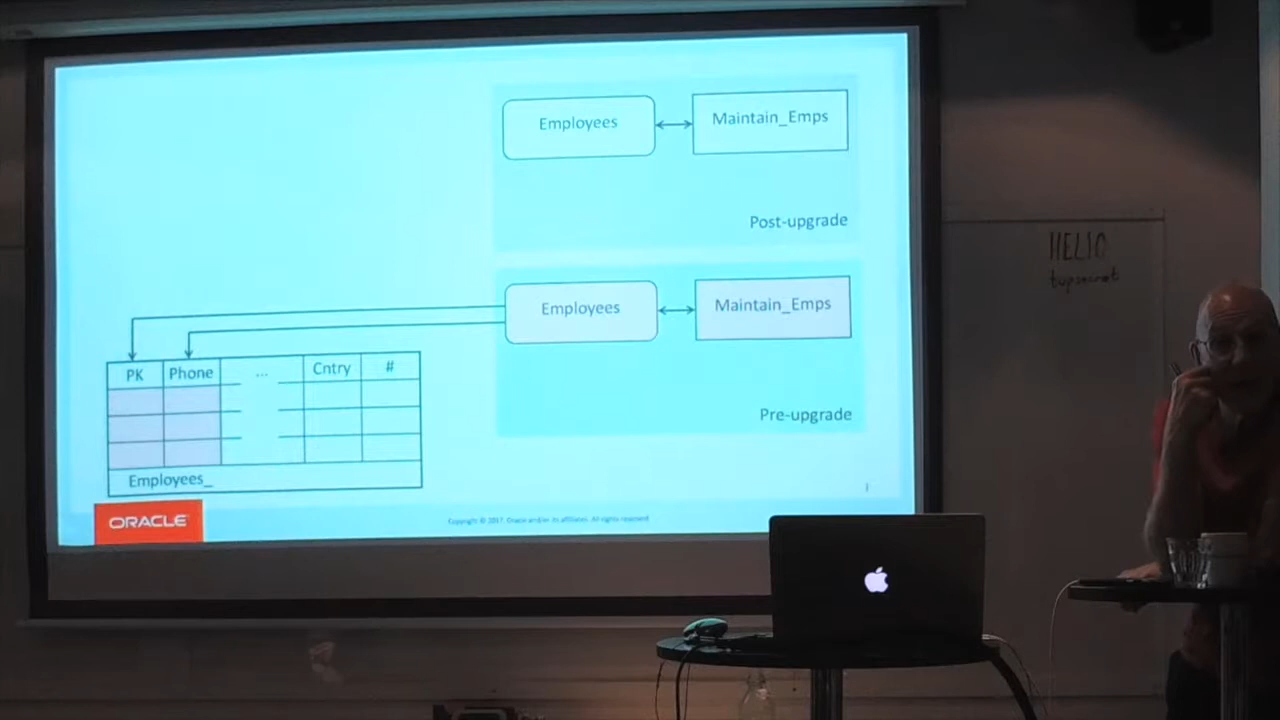 Employees
Maintain_Emps
Post-upgrade
Employees
Maintain_Emps
Pre-upgrade
PK Phone ... Cntry #
Employees_
ORACLE
Copyright © 2017, Oracle and/or its affiliates. All rights reserved.
HELIO
topsecret